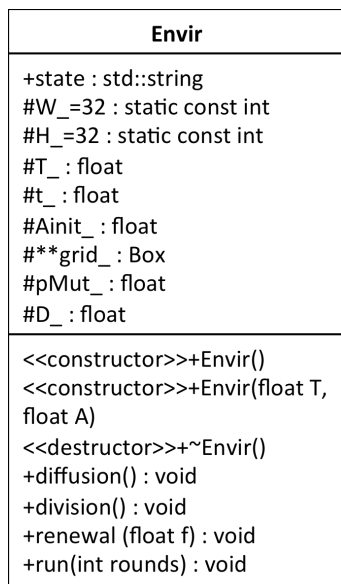 Envir
+state : std::string
#W_=32 : static const int
#H_=32 : static const int
#T_ : float
#t_ : float
#Ainit_ : float
#**grid_ : Box
#pMut_ : float
#D_ : float
<<constructor>>+Envir()
<<constructor>>+Envir(float T,
float A)
<<destructor>>+~Envir()
+diffusion() : void
+division() : void
+renewal (float f) : void
+run(int rounds) : void